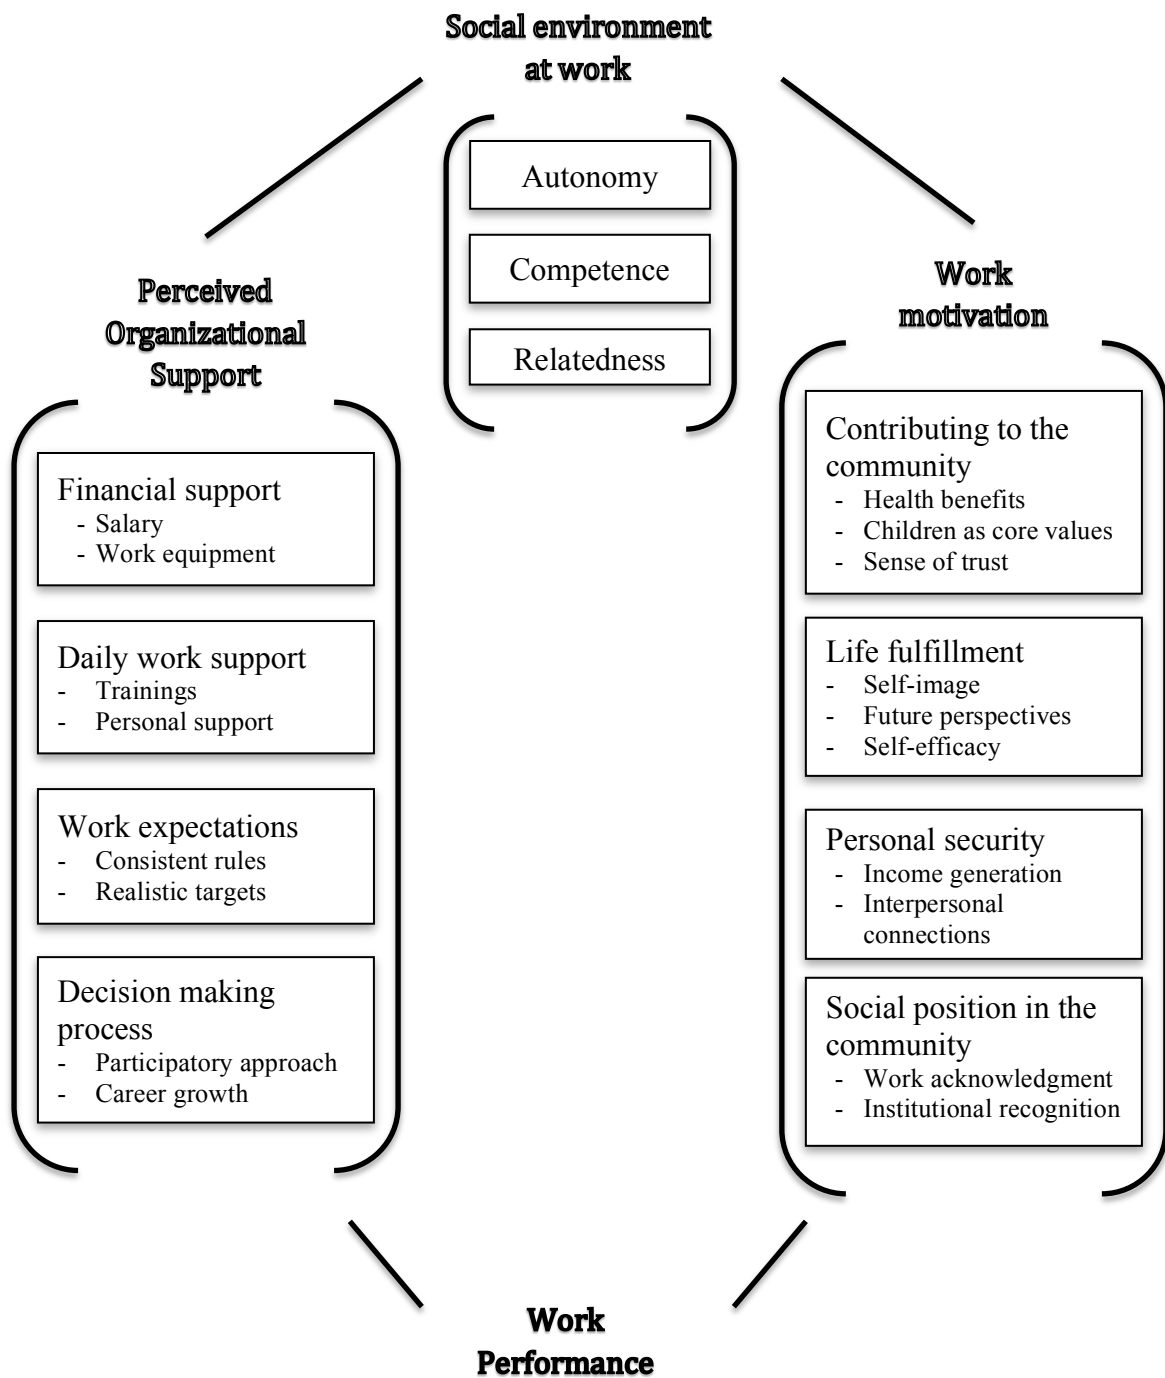 Social environment
at work
Autonomy
Competence
Relatedness
Perceived
Organizational
Support
Financial support
- Salary
- Work equipment
Daily work support
- Trainings
- Personal support
Work expectations
- Consistent rules
- Realistic targets
Decision making
process
- Participatory approach
- Career growth
Work
motivation
Contributing to the
community
- Health benefits
- Children as core values
- Sense of trust
Life fulfillment
- Self-image
- Future perspectives
- Self-efficacy
Personal security
- Income generation
- Interpersonal
connections
Social position in the
community
- Work acknowledgment
- Institutional recognition
Work
Performance